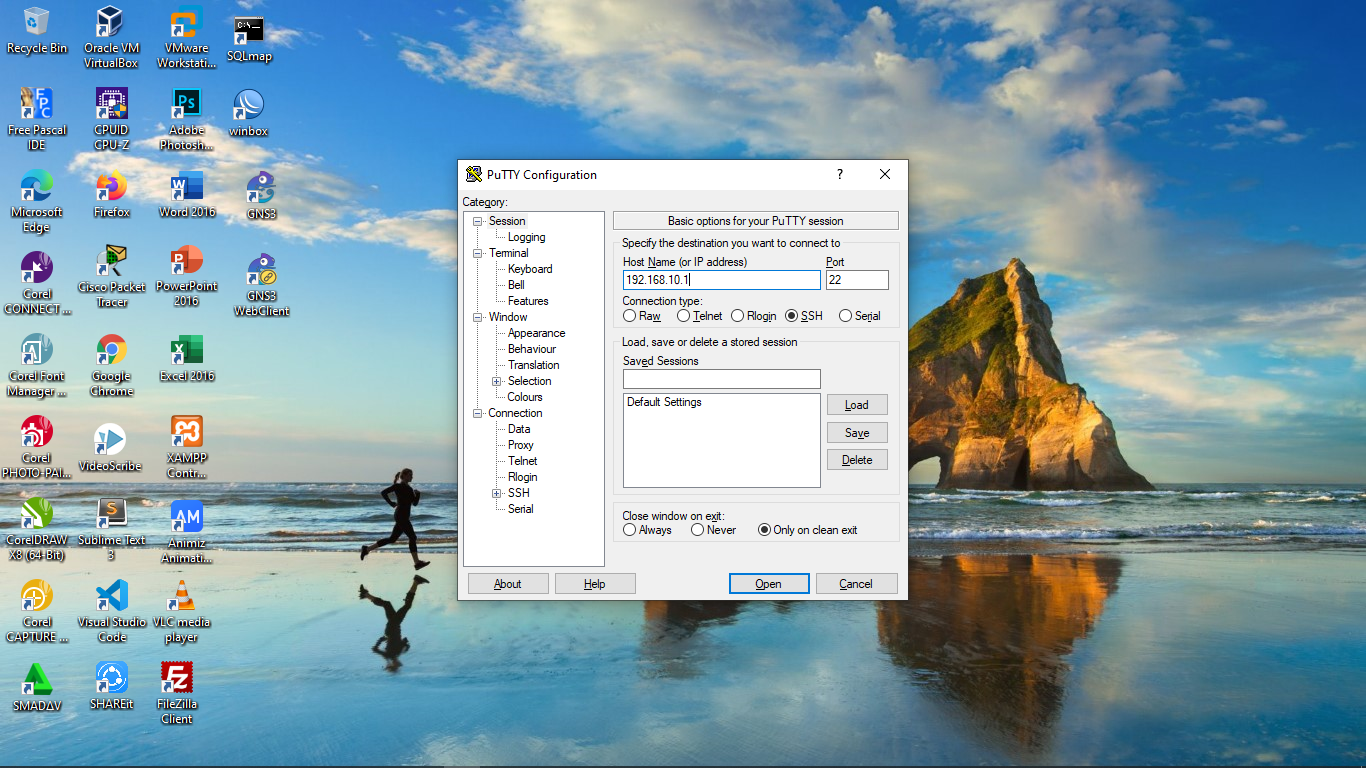 Recycle Bin
Oracle VM
VirtualBox
VMware
Workstati...
SQLmap
Free Pascal
IDE
CPUID
CPU-Z
Ps
Adobe
Photosh...
winbox
Microsoft
Edge
Firefox
Word 2016
GNS3
Corel
CONNECT ...
Cisco Packet
Tracer
PowerPoint
2016
GNS3
WebClient
Corel Font
Manager ...
Google
Chrome
Excel 2016
Corel
PHOTO-PAI...
VideoScribe
XAMPP
Contr...
CorelDRAW
X8 (64-Bit)
Sublime Text
3
AM
Animiz
Animati...
Corel
CAPTURE ...
Visual Studio
Code
VLC media
player
SMADΔV
SHAREit
FileZilla
Client
PuTTY Configuration
?
Category:
Session
Logging
Terminal
Keyboard
Bell
Features
Window
Appearance
Behaviour
Translation
Selection
Colours
Connection
Data
Proxy
Telnet
Rlogin
SSH
Serial
Basic options for your PuTTY session
Specify the destination you want to connect to
Host Name (or IP address) Port
192.168.10.1 22
Connection type:
Raw Telnet Rlogin SSH Serial
Load, save or delete a stored session
Saved Sessions
Default Settings
Load
Save
Delete
Close window on exit:
Always Never Only on clean exit
About Help Open Cancel